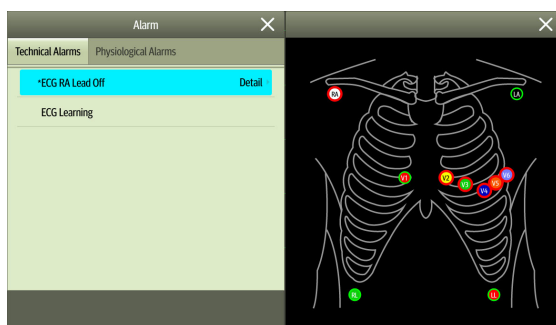 Alarm
Technical Alarms Physiological Alarms
*ECG RA Lead Off Detail
ECG Learning
RA LA
V1 V2 V3 V4 V5 V6
RL LL